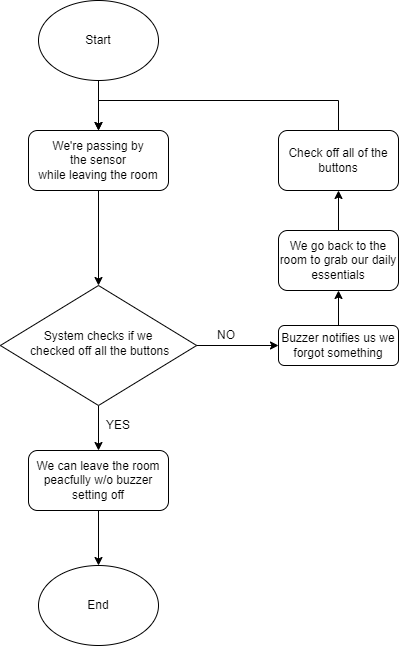 Start
We're passing by
the sensor
while leaving the room
Check off all of the
buttons
We go back to the
room to grab our daily
essentials
System checks if we
checked off all the buttons
NO
Buzzer notifies us we
forgot something
YES
We can leave the room
peacfully w/o buzzer
setting off
End